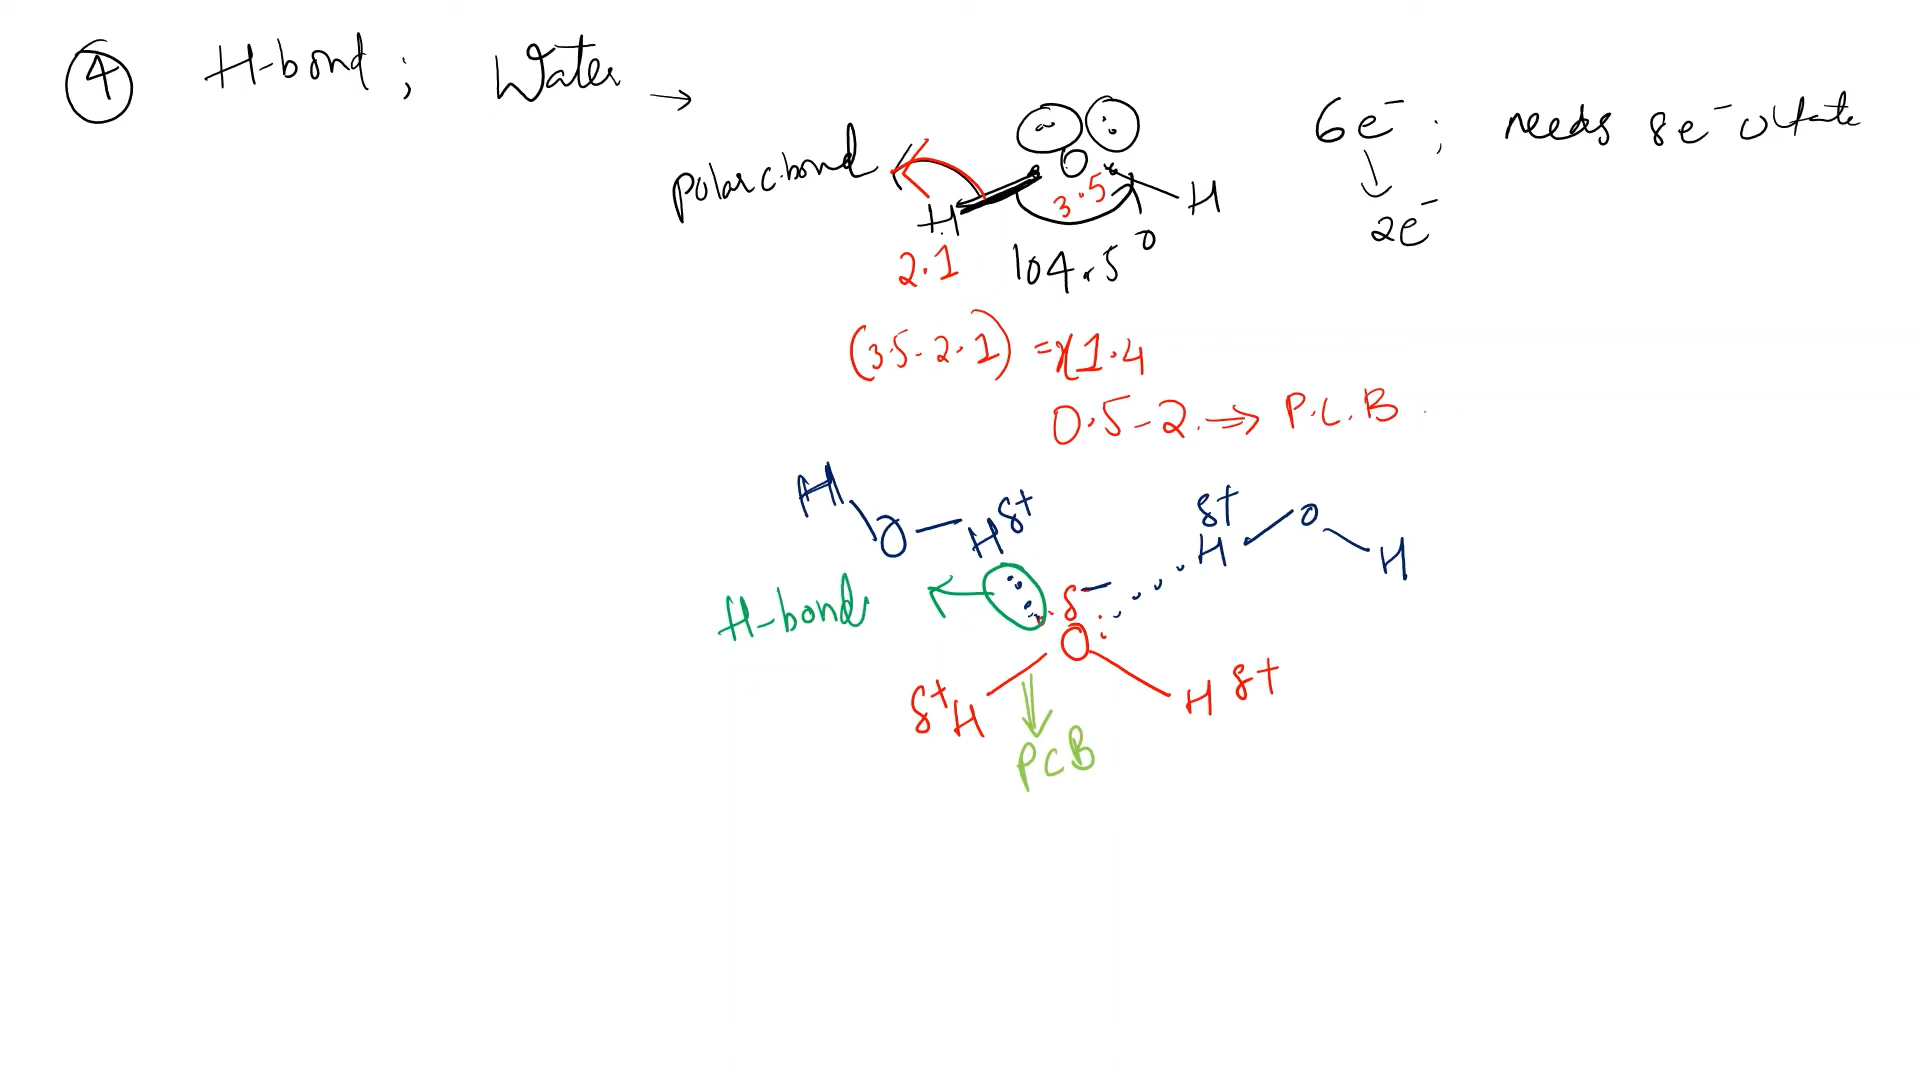 4 H-bond ; Water →
6e⁻ ; needs 8e⁻
2e⁻
polar c.bond
O
3.5
H H
2.1 104.5°
(3.5-2.1) = 1.4
0.5-2. ⇒ P.C.B
H O H δ+
δ+ H O H
H-bond
δ-
O
δ+ H H δ+
PCB